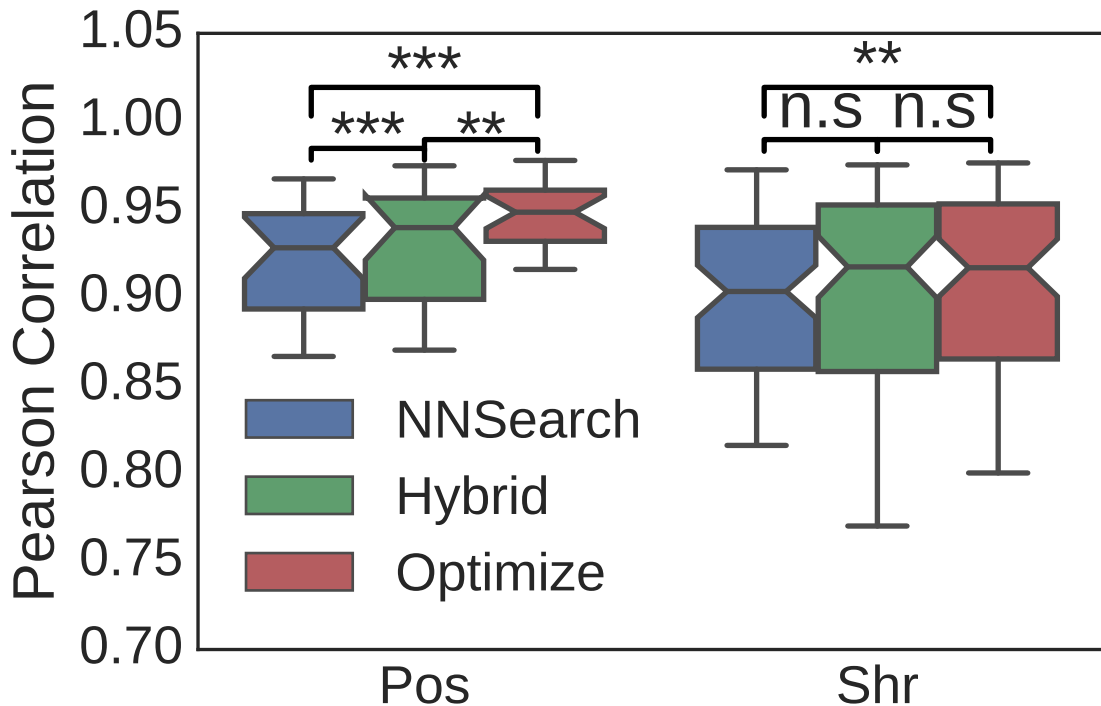 Pearson Correlation
1.05
1.00
0.95
0.90
0.85
0.80
0.75
0.70
***
*** **
**
n.s n.s
NNSearch
Hybrid
Optimize
Pos Shr